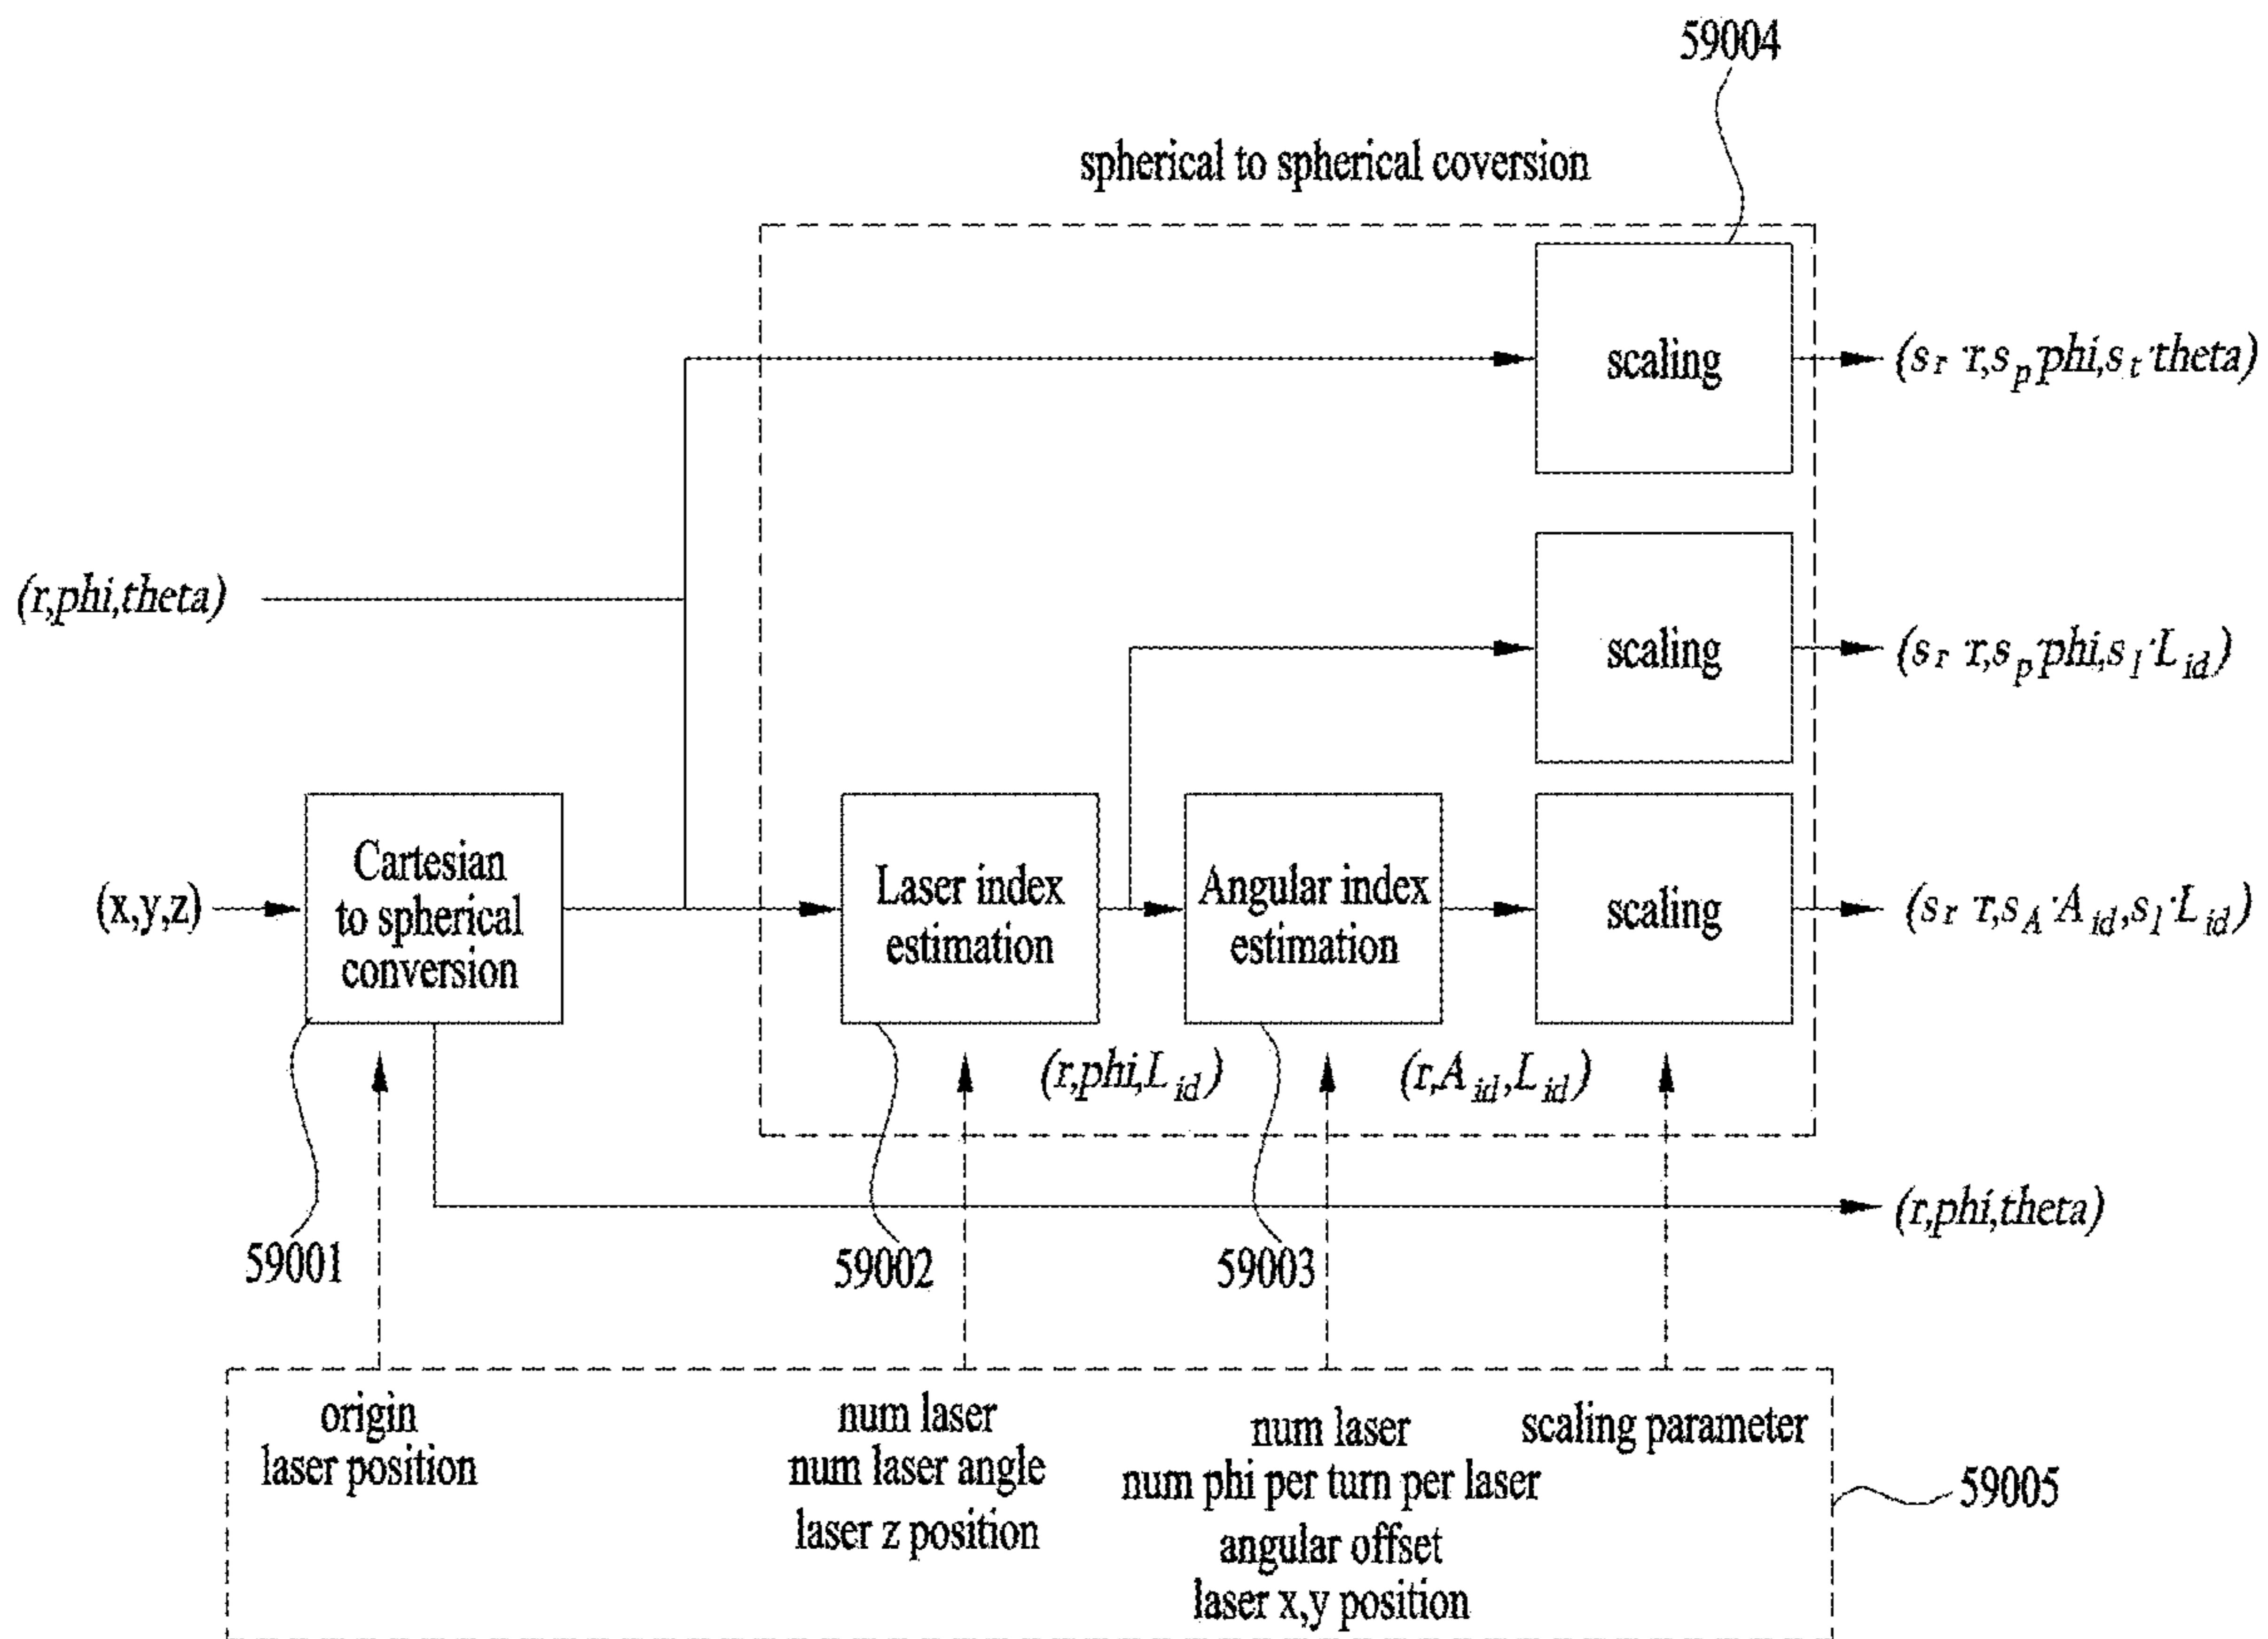 59004
spherical to spherical coversion
scaling
(s_r·r,s_p·phi,s_t·theta)
(r,phi,theta)
scaling
(s_r·r,s_p·phi,s_l·L_id)
(x,y,z)
Cartesian
to spherical
conversion
Laser index
estimation
Angular index
estimation
scaling
(s_r·r,s_A·A_id,s_l·L_id)
(r,phi,L_id)
(r,A_id,L_id)
(r,phi,theta)
59001
59002
59003
origin
laser position
num laser
num laser angle
laser z position
num laser
num phi per turn per laser
angular offset
laser x,y position
scaling parameter
59005